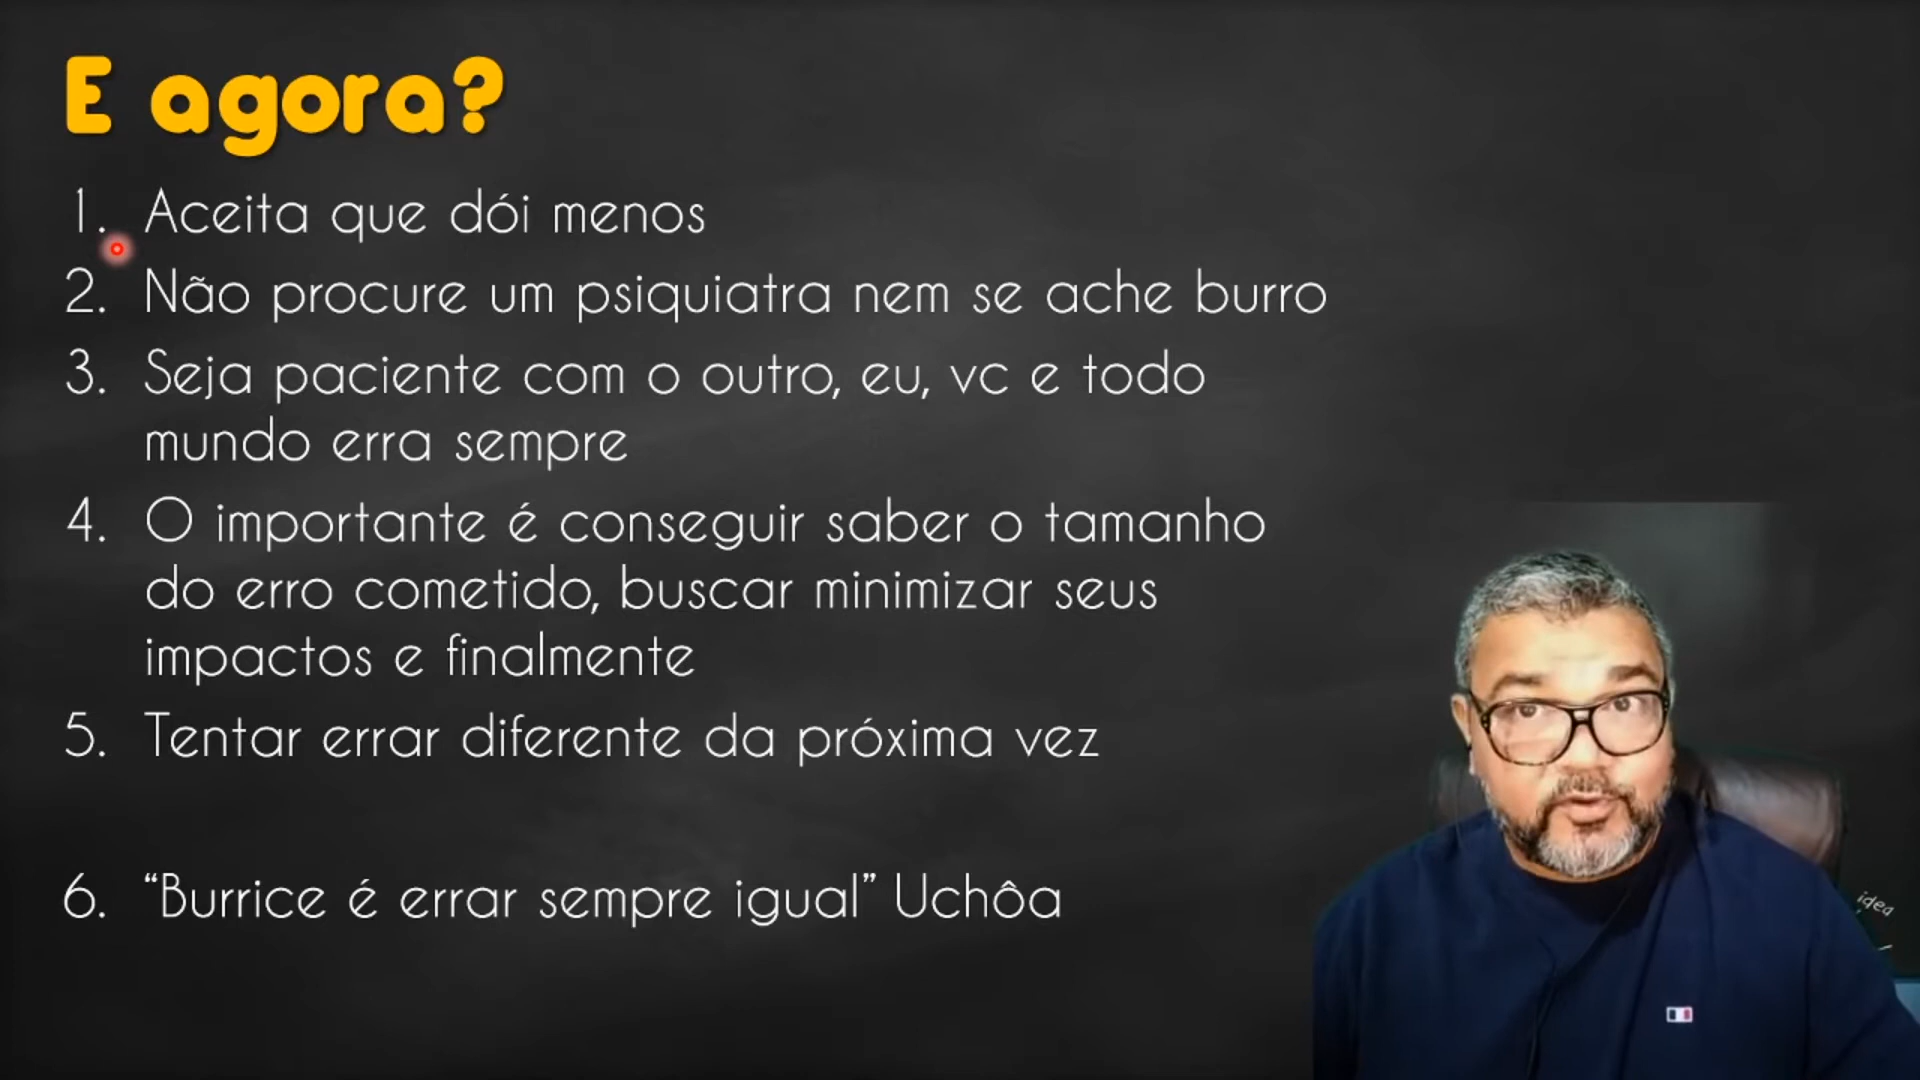 E agora?
1. Aceita que dói menos
2. Não procure um psiquiatra nem se ache burro
3. Seja paciente com o outro, eu, vc e todo
mundo erra sempre
4. O importante é conseguir saber o tamanho
do erro cometido, buscar minimizar seus
impactos e finalmente
5. Tentar errar diferente da próxima vez
6. “Burrice é errar sempre igual” Uchôa
idea